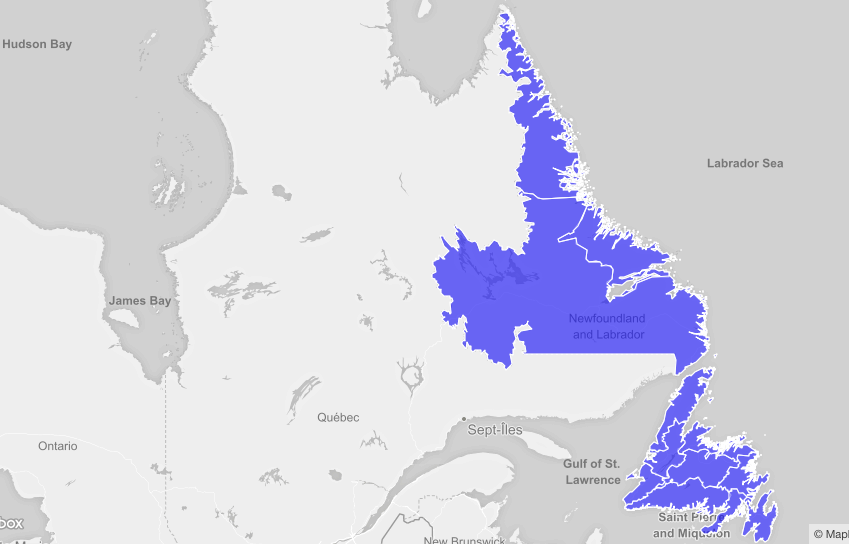 Hudson Bay
Labrador Sea
James Bay
Newfoundland
and Labrador
Québec
Sept-Îles
Ontario
Gulf of St.
Lawrence
Saint Pierre
and Miquelon
box
© Mapl
New Brunswick